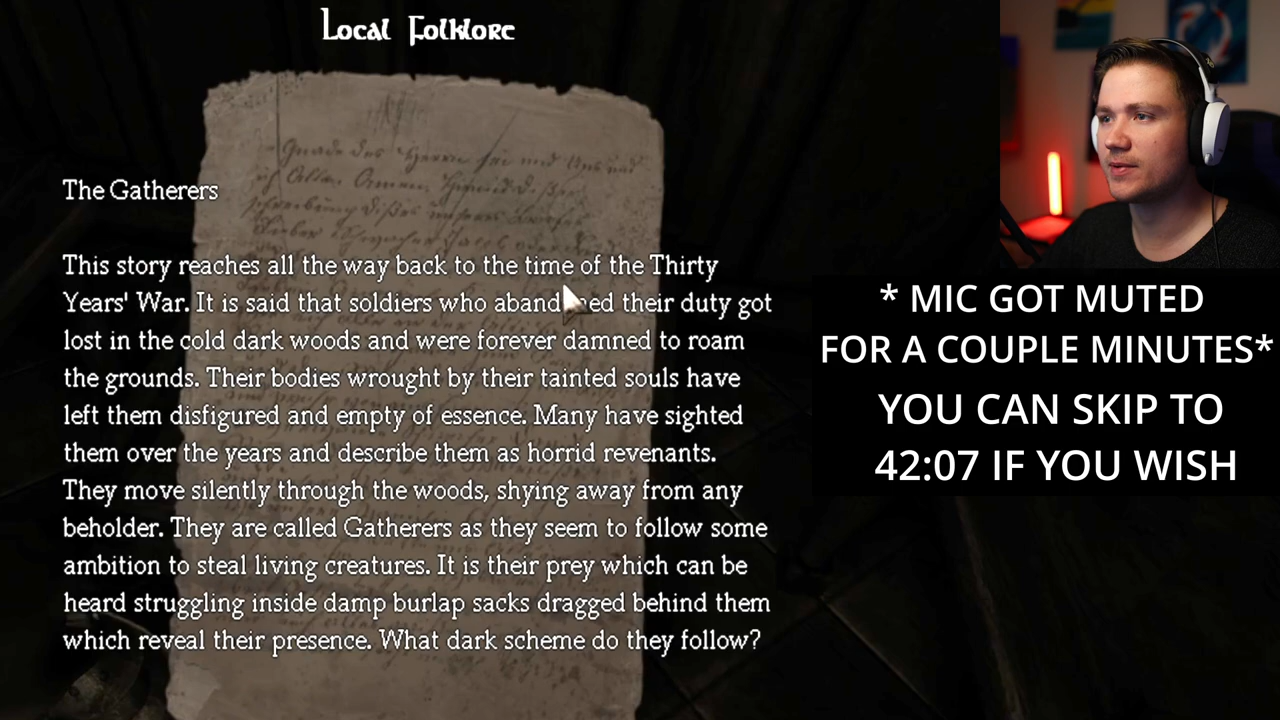 Local Folklore
The Gatherers
This story reaches all the way back to the time of the Thirty
Years' War. It is said that soldiers who abandoned their duty got
lost in the cold dark woods and were forever damned to roam
the grounds. Their bodies wrought by their tainted souls have
left them disfigured and empty of essence. Many have sighted
them over the years and describe them as horrid revenants.
They move silently through the woods, shying away from any
beholder. They are called Gatherers as they seem to follow some
ambition to steal living creatures. It is their prey which can be
heard struggling inside damp burlap sacks dragged behind them
which reveal their presence. What dark scheme do they follow?
* MIC GOT MUTED
FOR A COUPLE MINUTES*
YOU CAN SKIP TO
42:07 IF YOU WISH